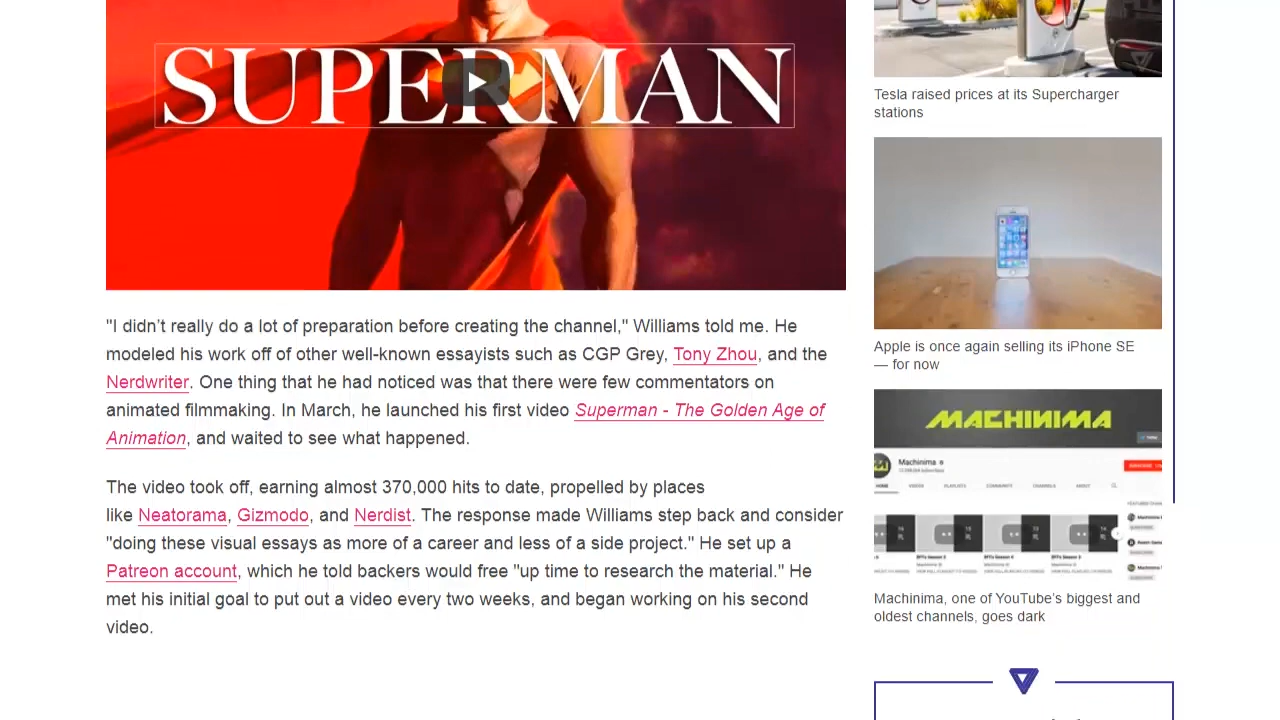 SUPERMAN
"I didn’t really do a lot of preparation before creating the channel," Williams told me. He
modeled his work off of other well-known essayists such as CGP Grey, Tony Zhou, and the
Nerdwriter. One thing that he had noticed was that there were few commentators on
animated filmmaking. In March, he launched his first video Superman - The Golden Age of
Animation, and waited to see what happened.
The video took off, earning almost 370,000 hits to date, propelled by places
like Neatorama, Gizmodo, and Nerdist. The response made Williams step back and consider
"doing these visual essays as more of a career and less of a side project." He set up a
Patreon account, which he told backers would free "up time to research the material." He
met his initial goal to put out a video every two weeks, and began working on his second
video.
Tesla raised prices at its Supercharger
stations
Apple is once again selling its iPhone SE
— for now
MACHINIMA
Machinima
HOME VIDEOS PLAYLISTS COMMUNITY CHANNELS ABOUT
Machinima, one of YouTube’s biggest and
oldest channels, goes dark